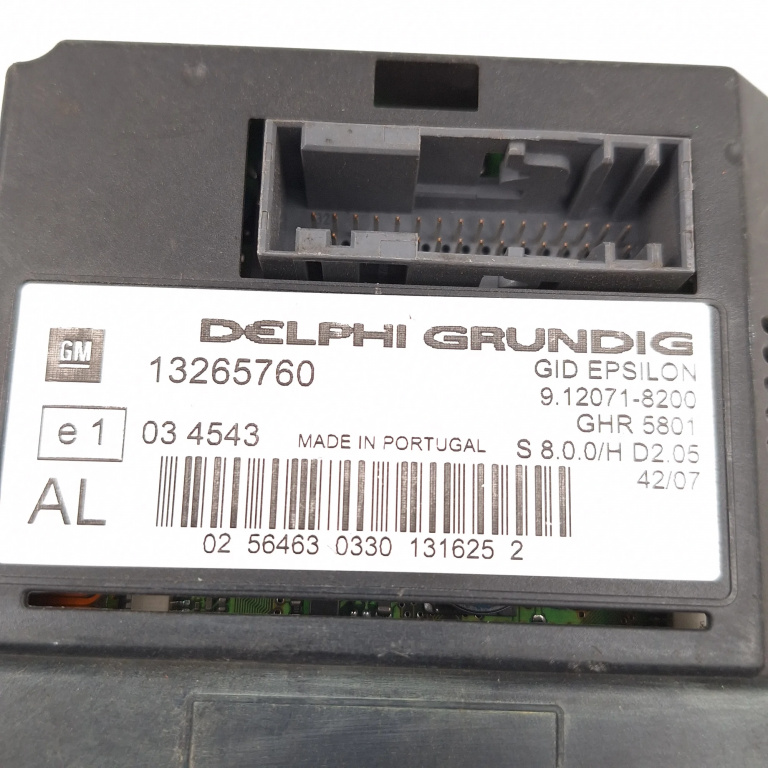 DELPHI GRUNDIG
GM
13265760
GID EPSILON
9.12071-8200
GHR 5801
e 1
03 4543
MADE IN PORTUGAL
S 8.0.0/H D2.05
42/07
AL
02 56463 0330 131625 2